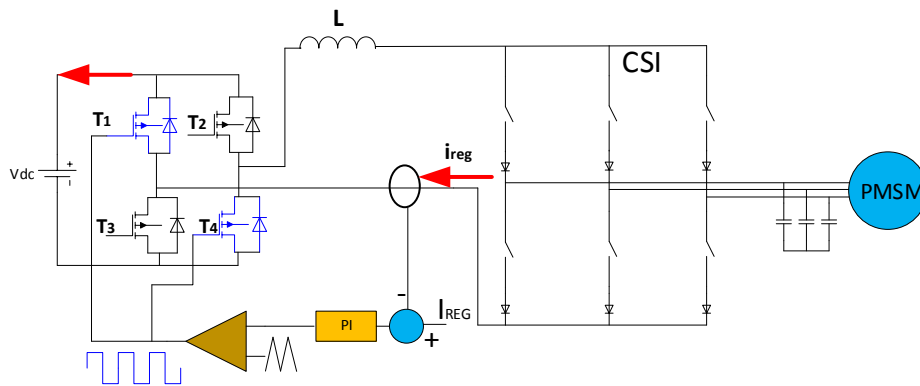 L
CSI
T1
T2
ireg
Vdc
+
-
PMSM
T3
T4
-
IREG
PI
+